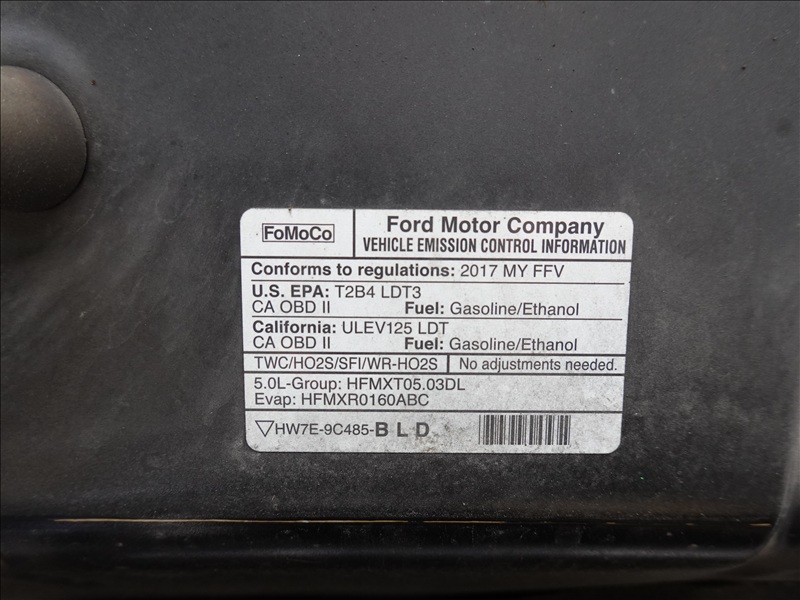 FoMoCo
Ford Motor Company
VEHICLE EMISSION CONTROL INFORMATION
Conforms to regulations: 2017 MY FFV
U.S. EPA: T2B4 LDT3
CA OBD II Fuel: Gasoline/Ethanol
California: ULEV125 LDT
CA OBD II Fuel: Gasoline/Ethanol
TWC/HO2S/SFI/WR-HO2S No adjustments needed.
5.0L-Group: HFMXT05.03DL
Evap: HFMXR0160ABC
HW7E-9C485-B L D